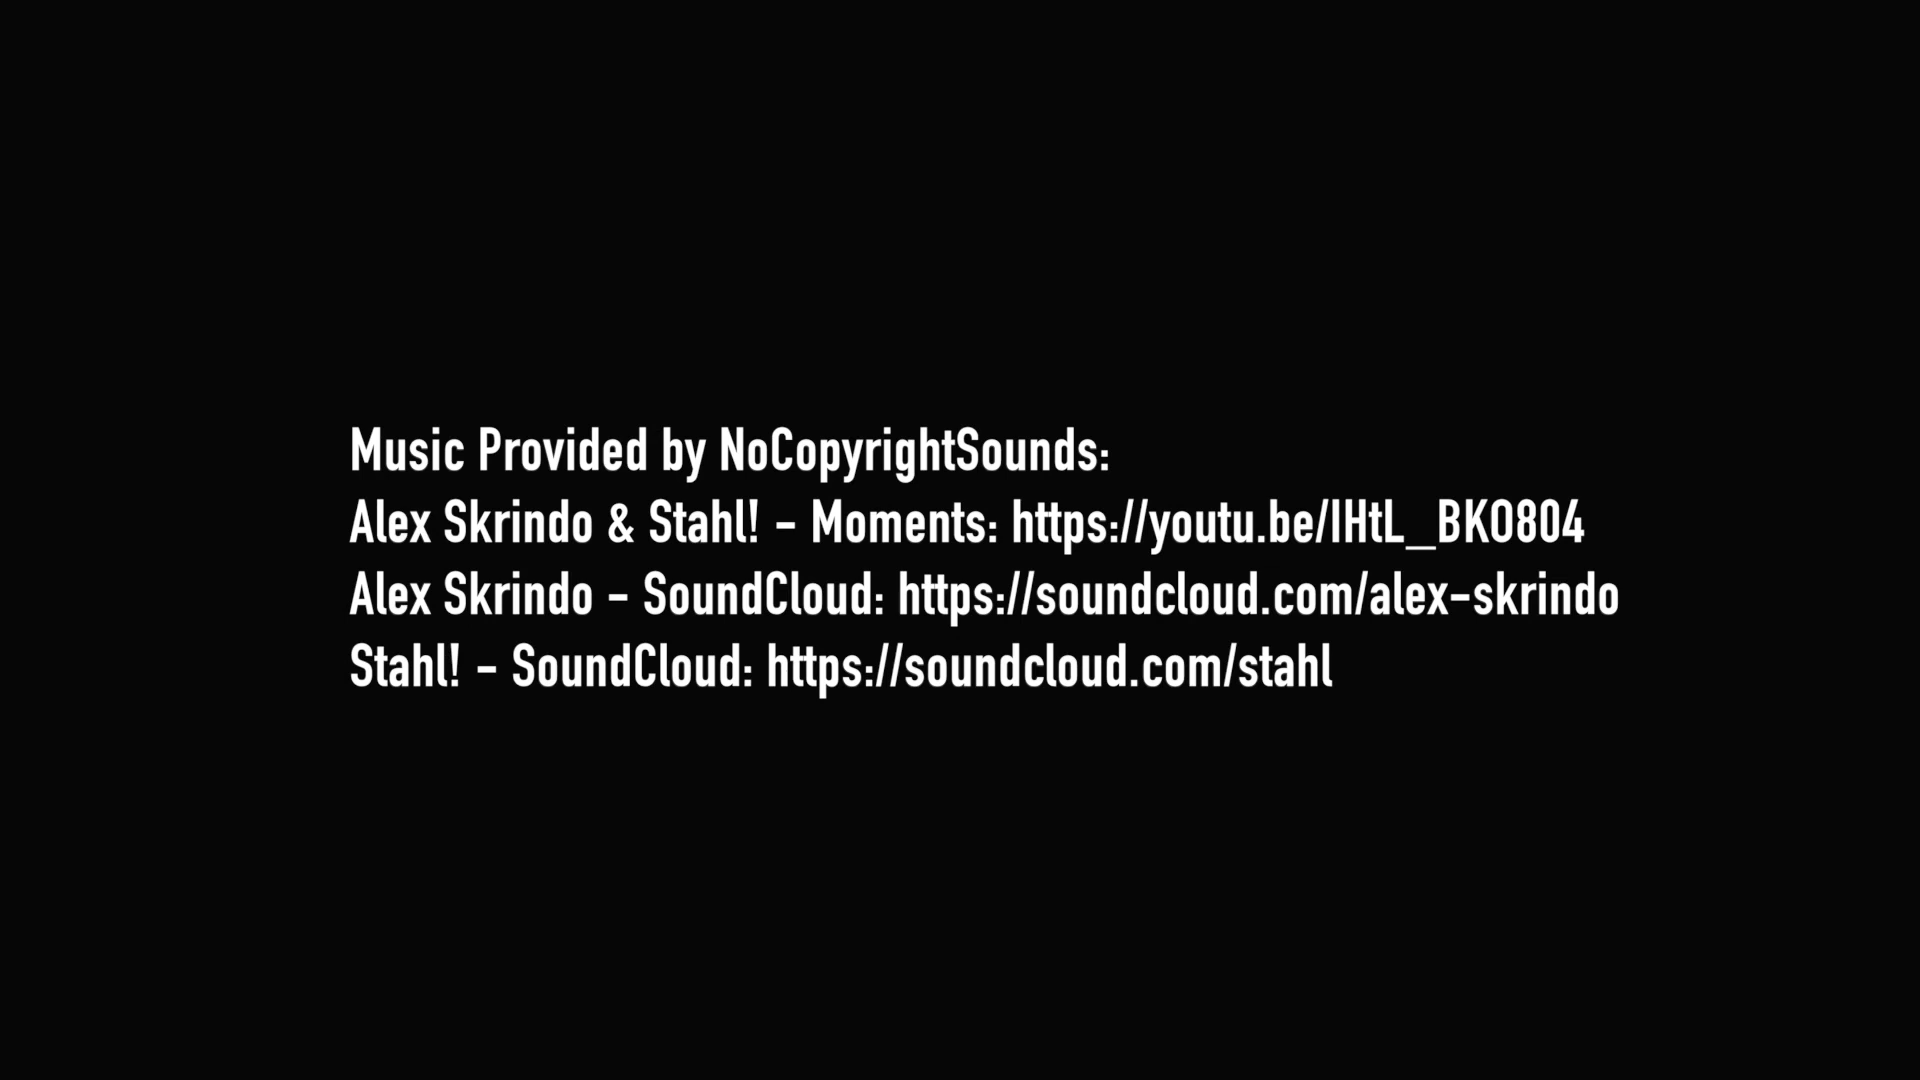 Music Provided by NoCopyrightSounds:
Alex Skrindo & Stahl! - Moments: https://youtu.be/IHtL_BKO804
Alex Skrindo - SoundCloud: https://soundcloud.com/alex-skrindo
Stahl! - SoundCloud: https://soundcloud.com/stahl